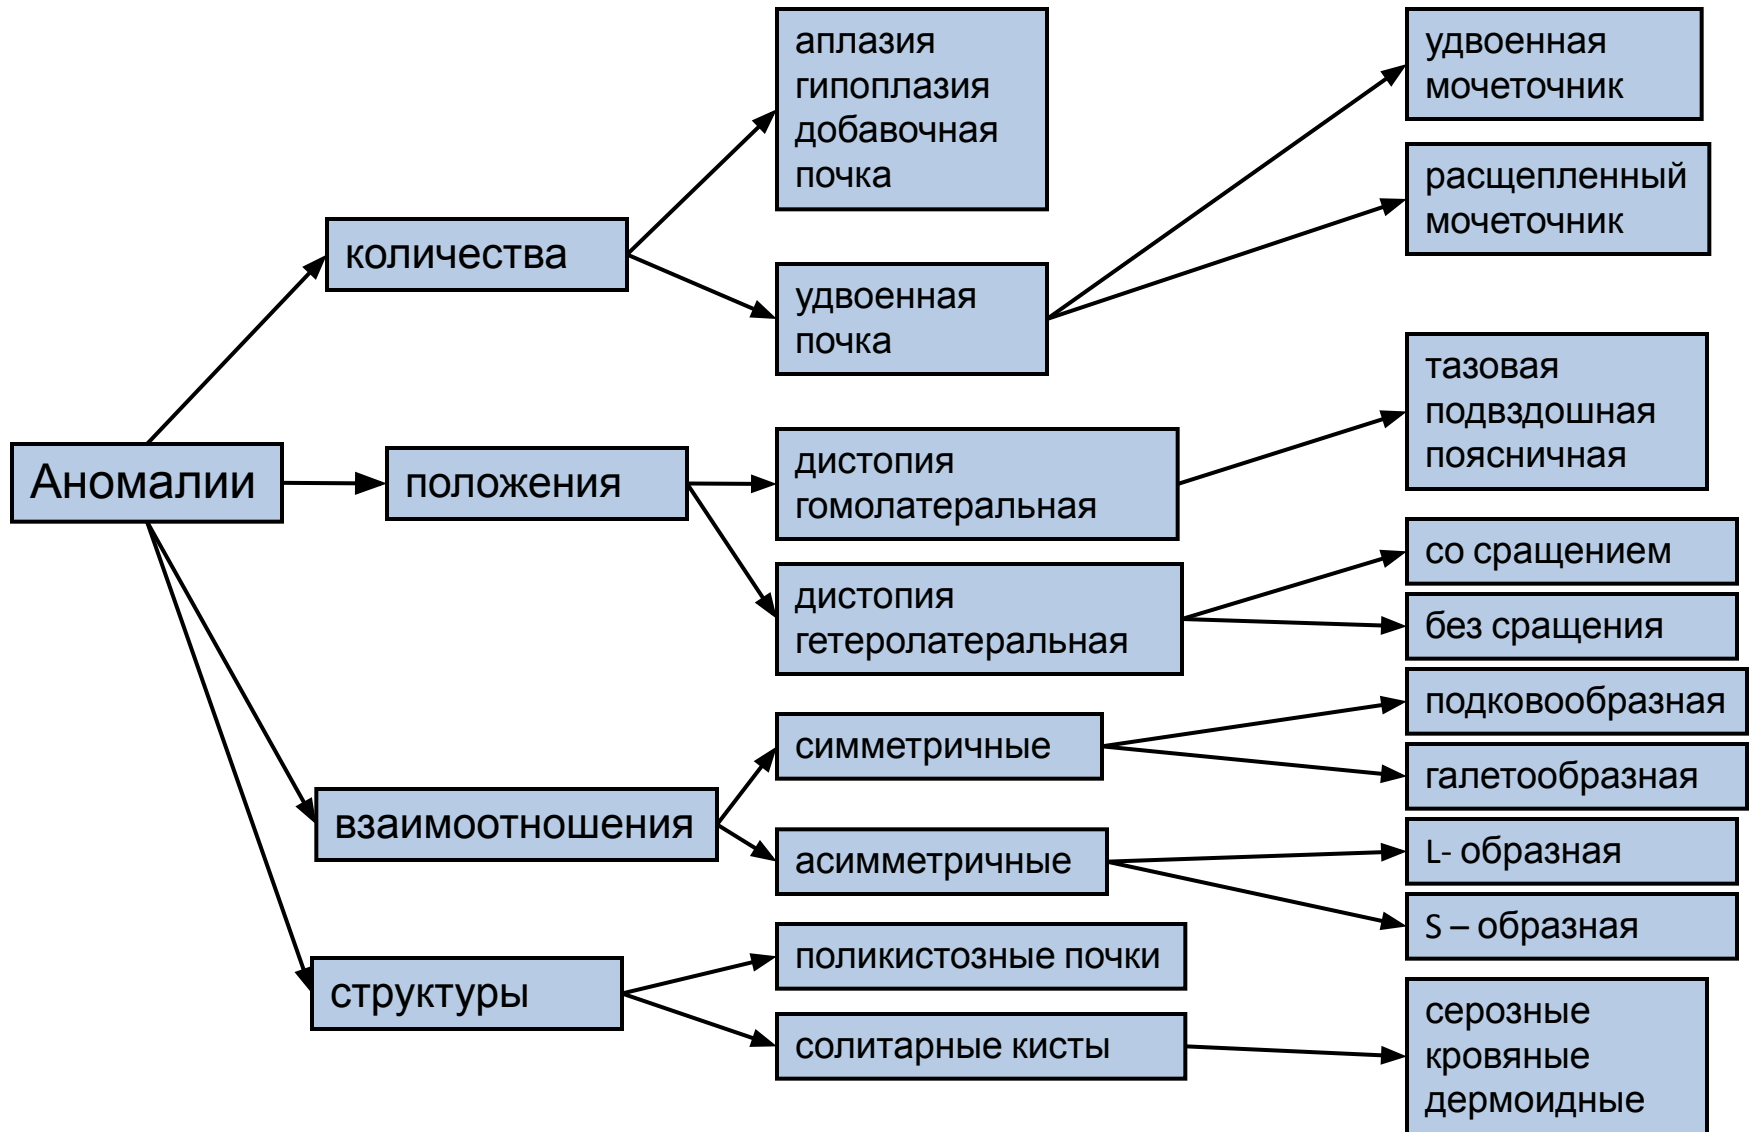 Аномалии
количества
аплазия
гипоплазия
добавочная
почка
удвоенная
почка
удвоенная
мочеточник
расщепленный
мочеточник
положения
дистопия
гомолатеральная
тазовая
подвздошная
поясничная
дистопия
гетеролатеральная
со сращением
без сращения
взаимоотношения
симметричные
подковообразная
галетообразная
асимметричные
L- образная
S – образная
структуры
поликистозные почки
солитарные кисты
серозные
кровяные
дермоидные